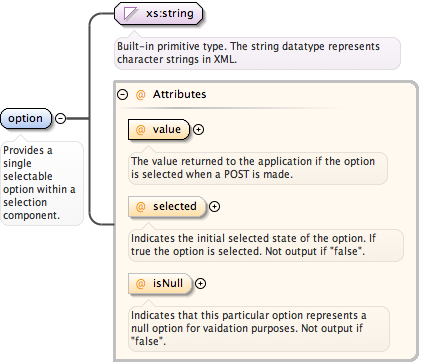 xs:string
Built-in primitive type. The string datatype represents
character strings in XML.
option
Provides a
single
selectable
option within a
selection
component.
@ Attributes
@ value
The value returned to the application if the option
is selected when a POST is made.
@ selected
Indicates the initial selected state of the option. If
true the option is selected. Not output if "false".
@ isNull
Indicates that this particular option represents a
null option for vaidation purposes. Not output if
"false".